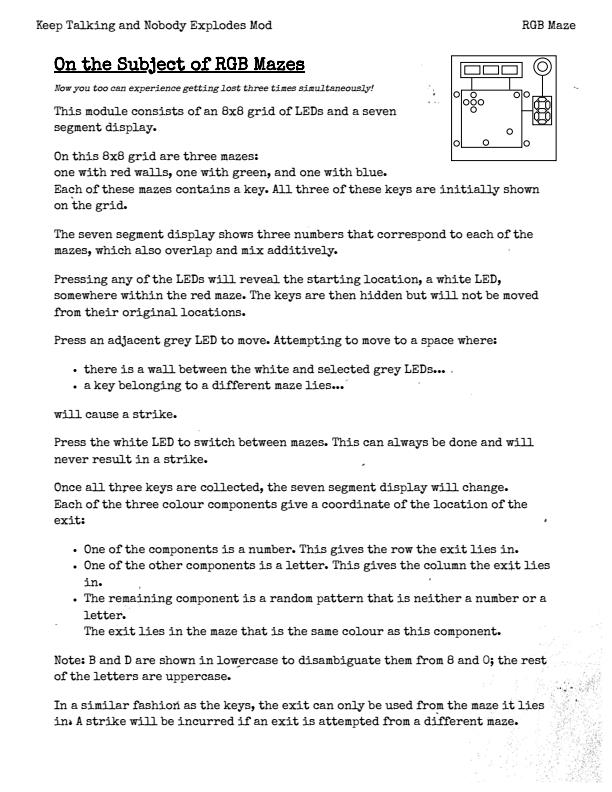 Keep Talking and Nobody Explodes Mod RGB Maze
On the Subject of RGB Mazes
Now you too can experience getting lost three times simultaneously!
This module consists of an 8x8 grid of LEDs and a seven
segment display.
On this 8x8 grid are three mazes:
one with red walls, one with green, and one with blue.
Each of these mazes contains a key. All three of these keys are initially shown
on the grid.
The seven segment display shows three numbers that correspond to each of the
mazes, which also overlap and mix additively.
Pressing any of the LEDs will reveal the starting location, a white LED,
somewhere within the red maze. The keys are then hidden but will not be moved
from their original locations.
Press an adjacent grey LED to move. Attempting to move to a space where:
• there is a wall between the white and selected grey LEDs...
• a key belonging to a different maze lies...
will cause a strike.
Press the white LED to switch between mazes. This can always be done and will
never result in a strike.
Once all three keys are collected, the seven segment display will change.
Each of the three colour components give a coordinate of the location of the
exit:
• One of the components is a number. This gives the row the exit lies in.
• One of the other components is a letter. This gives the column the exit lies
in.
• The remaining component is a random pattern that is neither a number or a
letter.
The exit lies in the maze that is the same colour as this component.
Note: B and D are shown in lowercase to disambiguate them from 8 and 0; the rest
of the letters are uppercase.
In a similar fashion as the keys, the exit can only be used from the maze it lies
in. A strike will be incurred if an exit is attempted from a different maze.